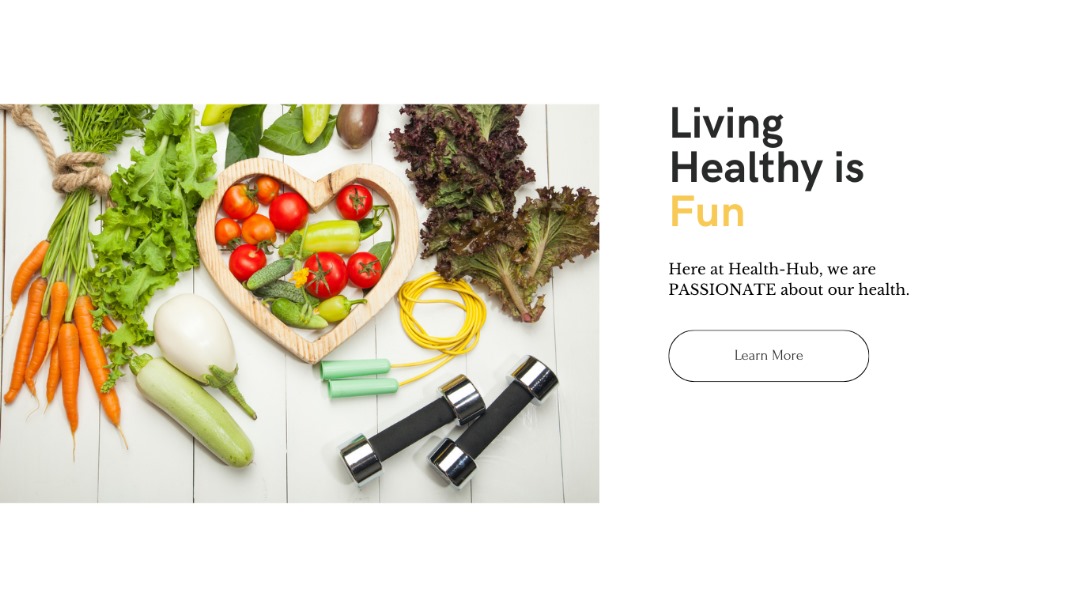 Living
Healthy is
Fun
Here at Health-Hub, we are
PASSIONATE about our health.
Learn More